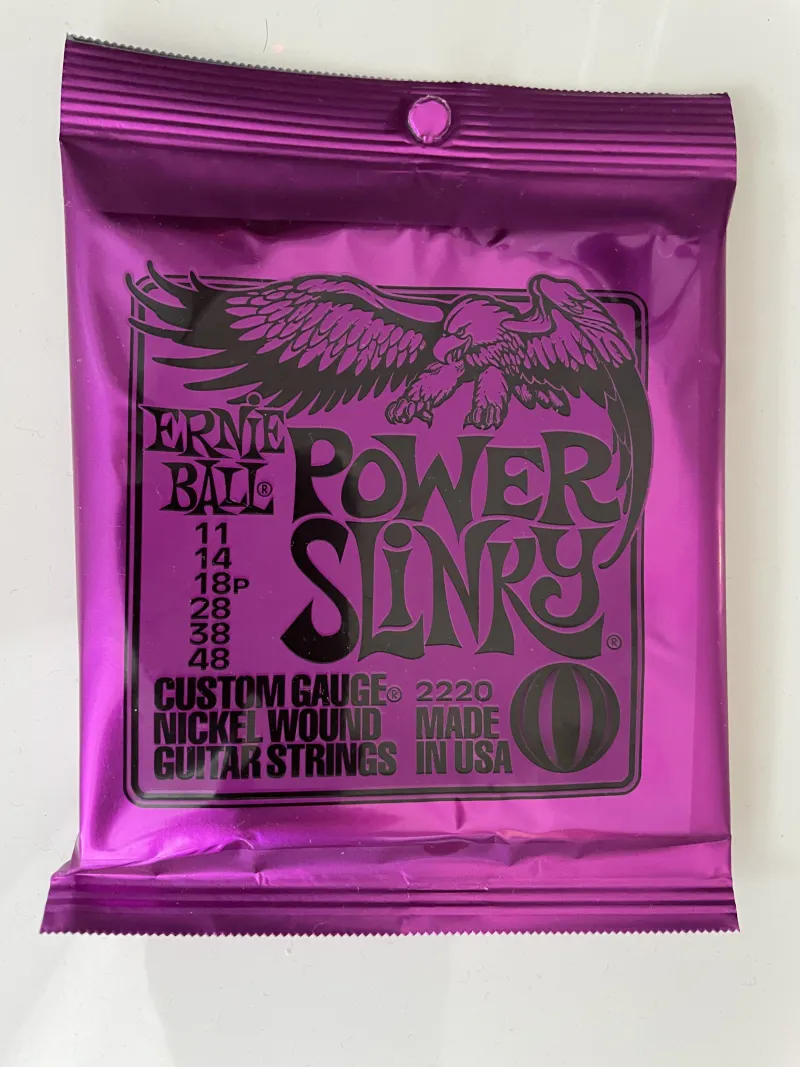 ERNiE
BALL®
POWER
SLiNKY®
11
14
18P
28
38
48
CUSTOM GAUGE®
NICKEL WOUND
GUITAR STRINGS
2220
MADE
IN USA